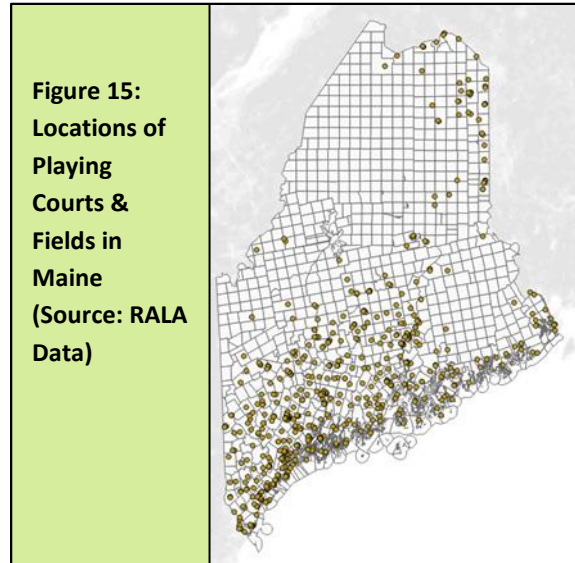 Figure 15:
Locations of
Playing
Courts &
Fields in
Maine
(Source: RALA
Data)